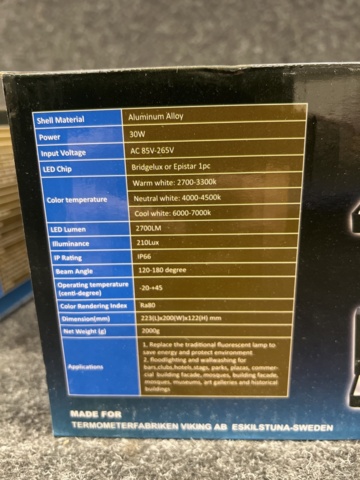 Shell Material Aluminum Alloy
Power 30W
Input Voltage AC 85V-265V
LED Chip Bridgelux or Epistar 1pc
Color temperature
Warm white: 2700-3300k
Neutral white: 4000-4500k
Cool white: 6000-7000k
LED Lumen 2700LM
Illuminance 210Lux
IP Rating IP66
Beam Angle 120-180 degree
Operating temperature
(centi-degree) -20-+45
Color Rendering Index Ra80
Dimension(mm) 223(L)x200(W)x122(H) mm
Net Weight (g) 2000g
Applications
1. Replace the traditional fluorescent lamp to
save energy and protect environment
2. floodlighting and wallwashing for
bars,clubs,hotels,stags, parks, plazas, commer-
cial building facade, mosques, building facade,
mosques, museums, art galleries and historical
buildings
MADE FOR
TERMOMETERFABRIKEN VIKING AB ESKILSTUNA-SWEDEN